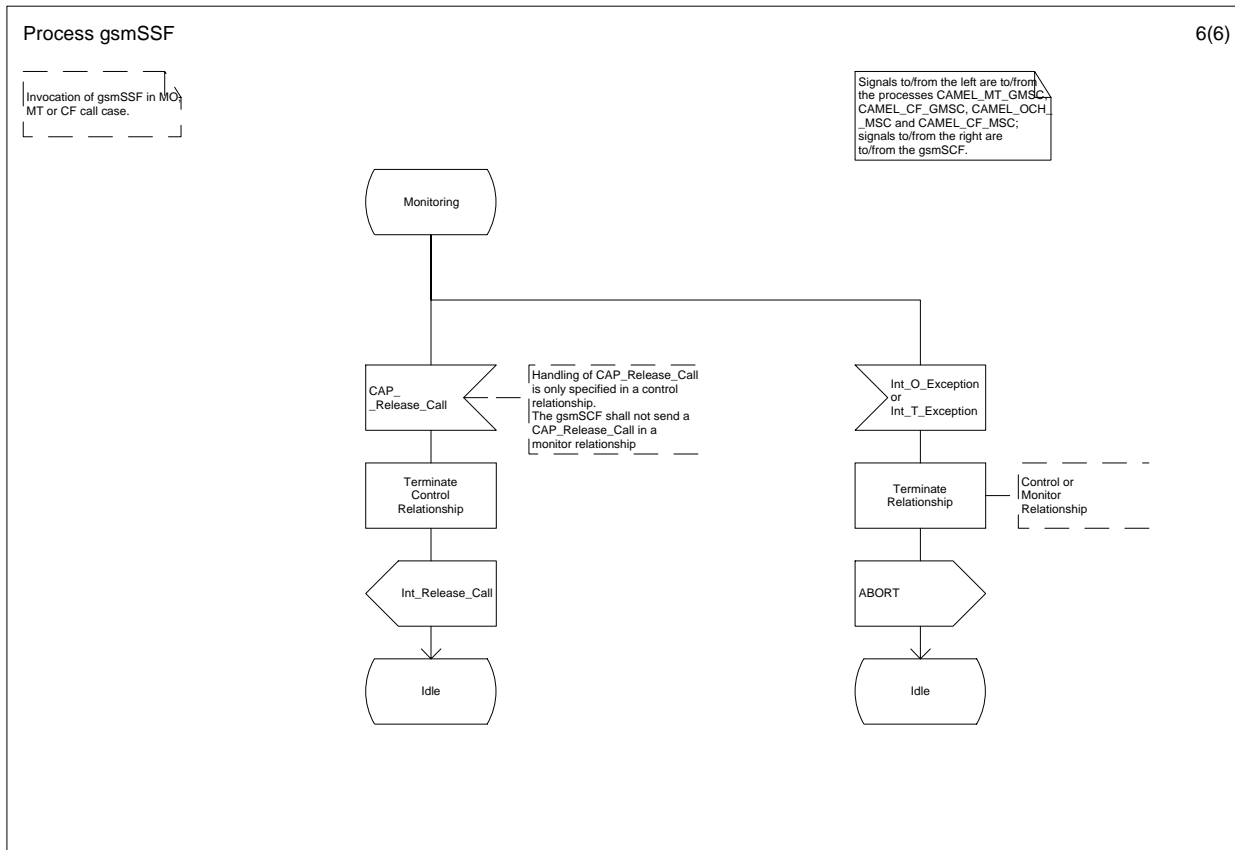 Process gsmSSF
6(6)
Invocation of gsmSSF in MO-
MT or CF call case.
Signals to/from the left are to/from
the processes CAMEL_MT_GMSC,
CAMEL_CF_GMSC, CAMEL_OCH_
_MSC and CAMEL_CF_MSC;
signals to/from the right are
to/from the gsmSCF.
Monitoring
CAP_
_Release_Call
Handling of CAP_Release_Call
is only specified in a control
relationship.
The gsmSCF shall not send a
CAP_Release_Call in a
monitor relationship
Int_O_Exception
or
Int_T_Exception
Terminate
Control
Relationship
Terminate
Relationship
Control or
Monitor
Relationship
Int_Release_Call
ABORT
Idle
Idle